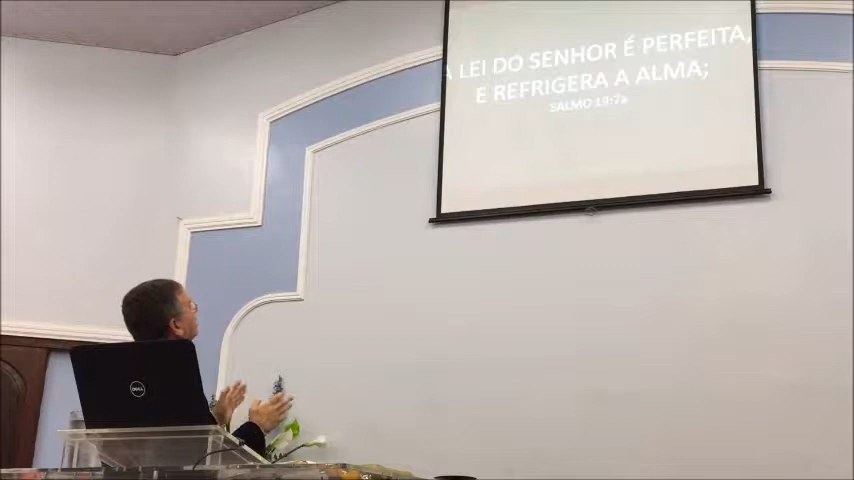 A LEI DO SENHOR É PERFEITA,
E REFRIGERA A ALMA;
SALMO 19:7a
DELL